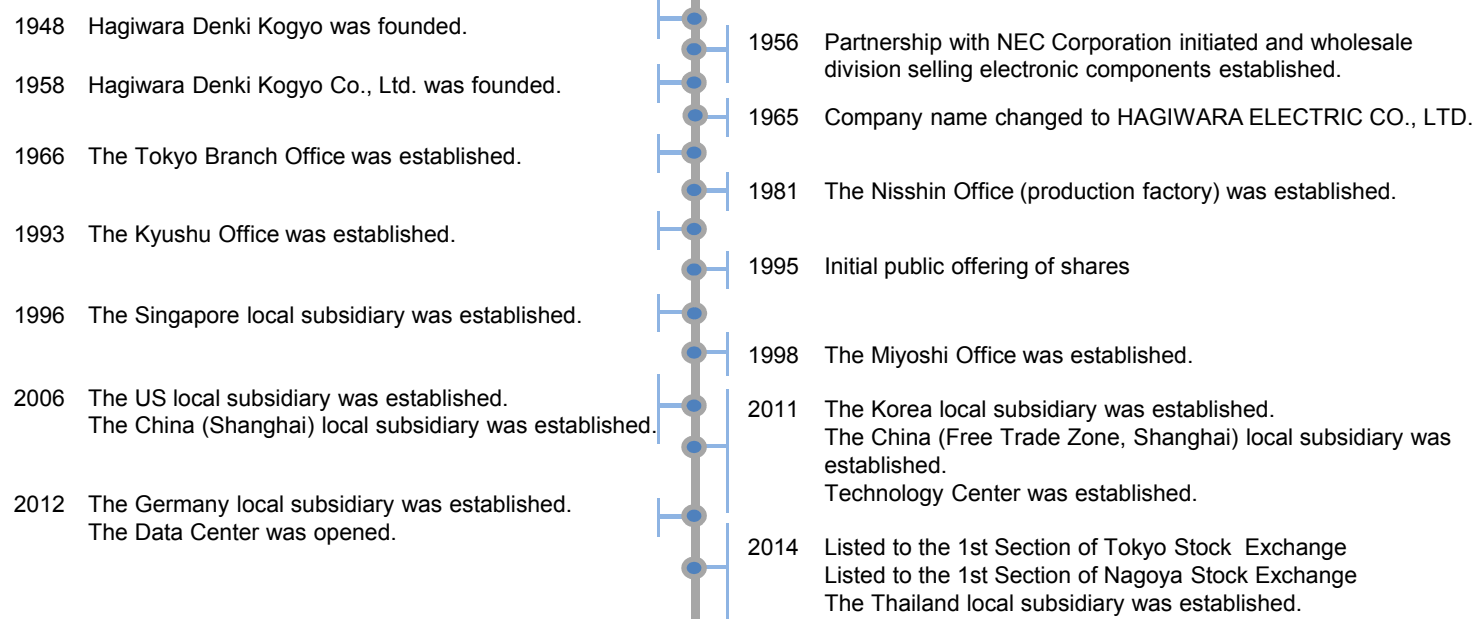 1948 Hagiwara Denki Kogyo was founded.
1956 Partnership with NEC Corporation initiated and wholesale
division selling electronic components established.
1958 Hagiwara Denki Kogyo Co., Ltd. was founded.
1965 Company name changed to HAGIWARA ELECTRIC CO., LTD.
1966 The Tokyo Branch Office was established.
1981 The Nisshin Office (production factory) was established.
1993 The Kyushu Office was established.
1995 Initial public offering of shares
1996 The Singapore local subsidiary was established.
1998 The Miyoshi Office was established.
2006 The US local subsidiary was established.
The China (Shanghai) local subsidiary was established.
2011 The Korea local subsidiary was established.
The China (Free Trade Zone, Shanghai) local subsidiary was
established.
Technology Center was established.
2012 The Germany local subsidiary was established.
The Data Center was opened.
2014 Listed to the 1st Section of Tokyo Stock Exchange
Listed to the 1st Section of Nagoya Stock Exchange
The Thailand local subsidiary was established.